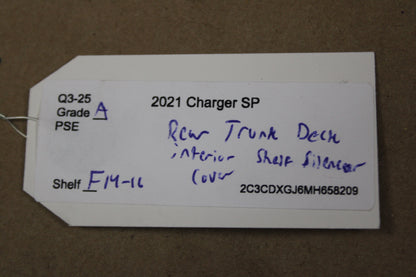 Q3-25
Grade A
PSE
2021 Charger SP
Rear Trunk Deck
interior Shelf Silencer
Cover
Shelf F14-16
2C3CDXGJ6MH658209